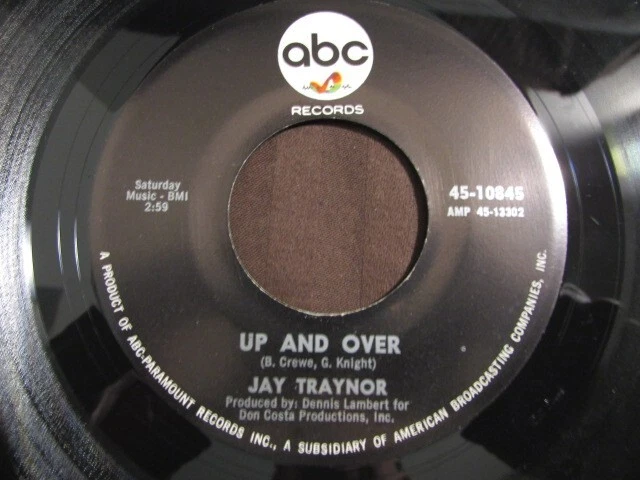 abc
RECORDS
Saturday
Music - BMI
2:59
45-10845
AMP 45-13302
UP AND OVER
(B. Crewe, G. Knight)
JAY TRAYNOR
Produced by: Dennis Lambert for
Don Costa Productions, Inc.
A PRODUCT OF ABC-PARAMOUNT RECORDS INC., A SUBSIDIARY OF AMERICAN BROADCASTING COMPANIES, INC.